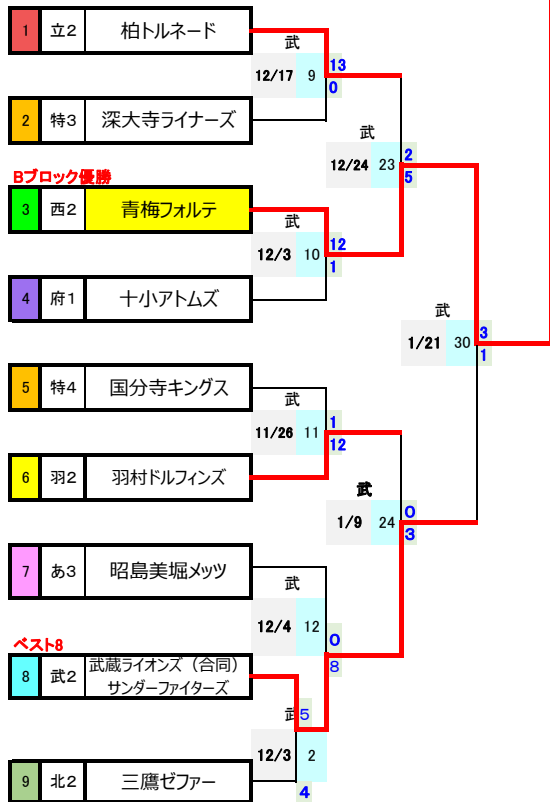 1 立2 柏トルネード
武
12/17 9 13
0
2 特3 深大寺ライナーズ
武
12/24 23 2
5
Bブロック優勝
3 西2 青梅フォルテ
武
12/3 10 12
1
4 府1 十小アトムズ
武
1/21 30 3
1
5 特4 国分寺キングス
武
11/26 11 1
12
6 羽2 羽村ドルフィンズ
武
1/9 24 0
3
7 あ3 昭島美堀メッツ
武
12/4 12 0
8
ベスト8
8 武2 武蔵ライオンズ（合同）
サンダーファイターズ
武 5
12/3 2
4
9 北2 三鷹ゼファー